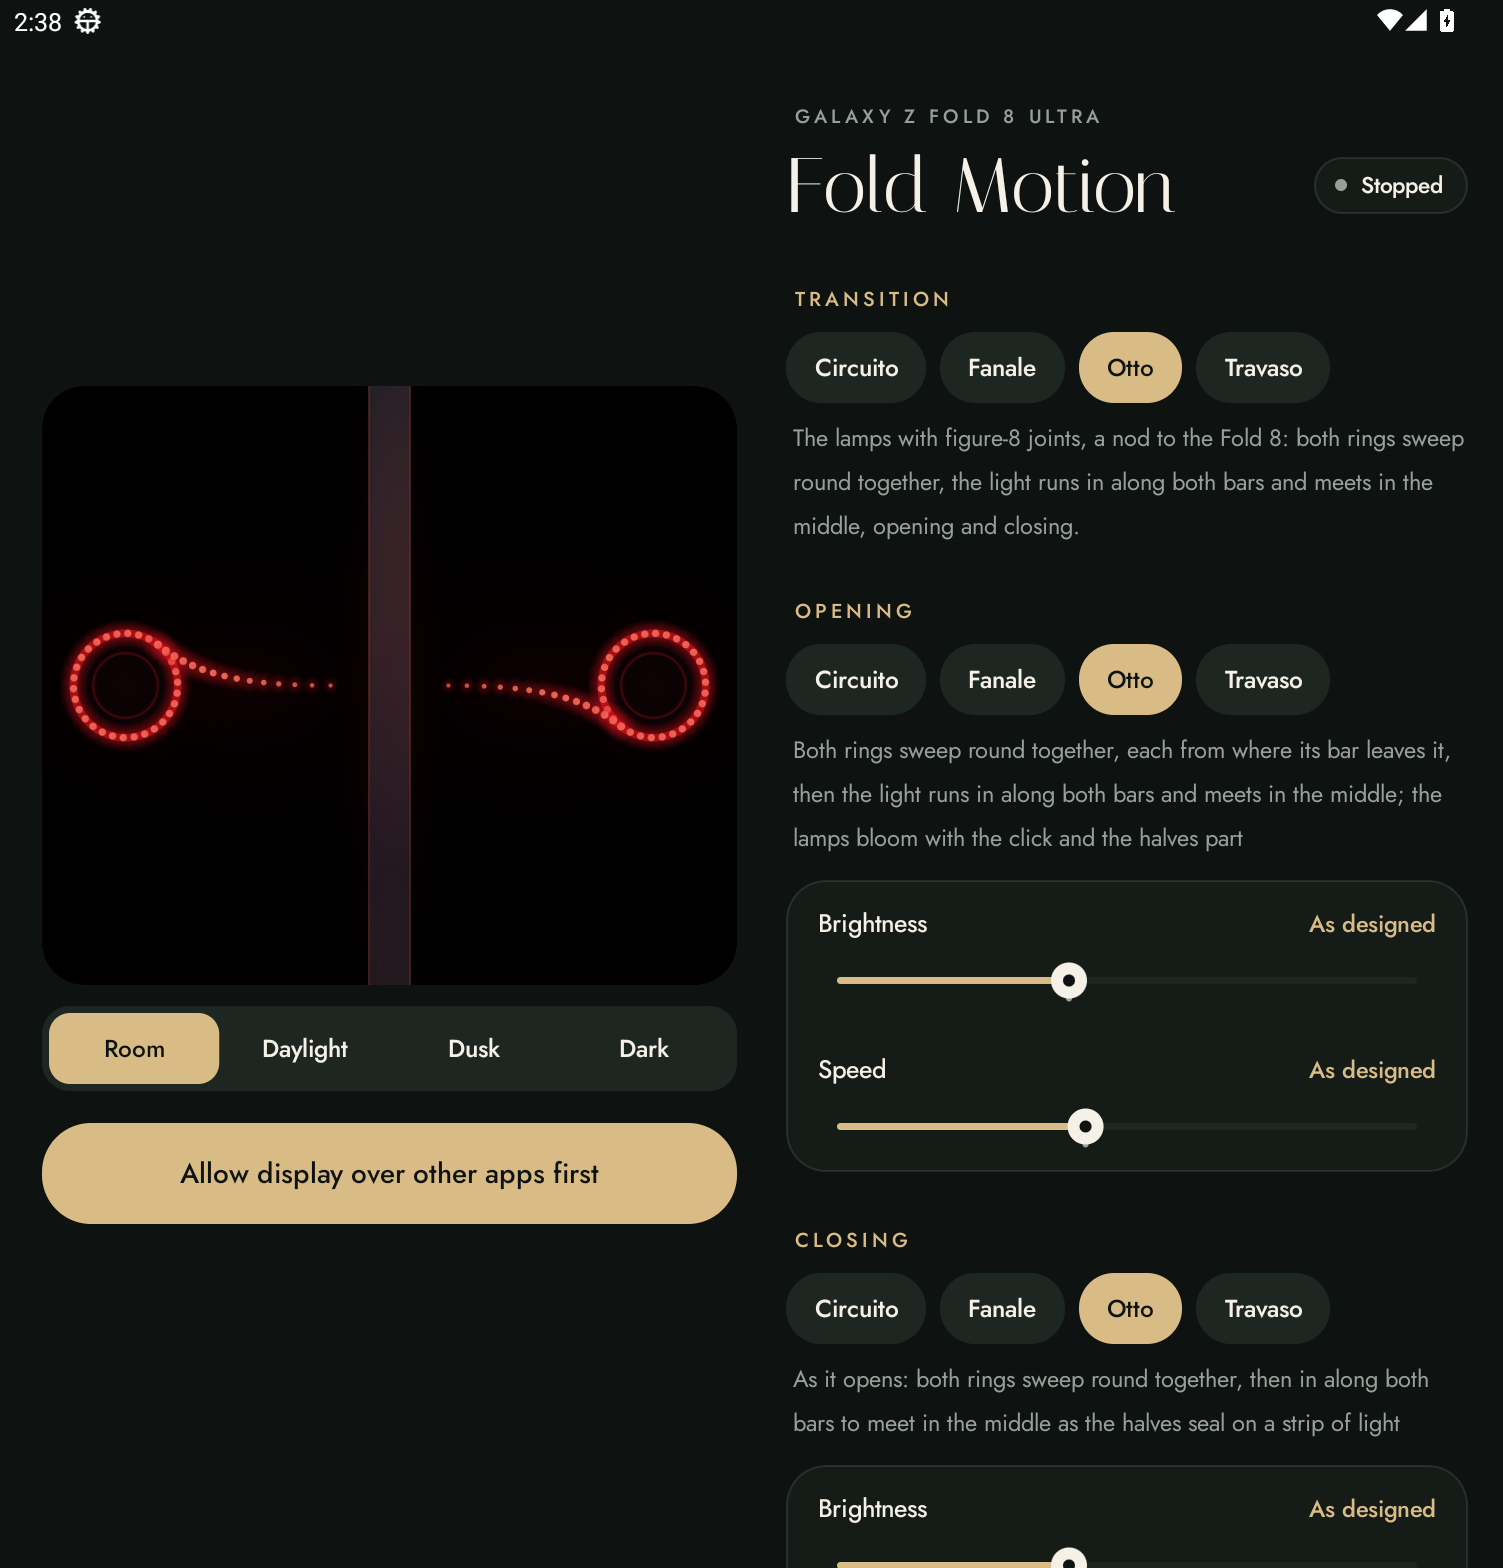 2:38
GALAXY Z FOLD 8 ULTRA
Fold Motion
Stopped
TRANSITION
Circuito Fanale Otto Travaso
The lamps with figure-8 joints, a nod to the Fold 8: both rings sweep
round together, the light runs in along both bars and meets in the
middle, opening and closing.
OPENING
Circuito Fanale Otto Travaso
Both rings sweep round together, each from where its bar leaves it,
then the light runs in along both bars and meets in the middle; the
lamps bloom with the click and the halves part
Brightness As designed
Speed As designed
CLOSING
Circuito Fanale Otto Travaso
As it opens: both rings sweep round together, then in along both
bars to meet in the middle as the halves seal on a strip of light
Brightness As designed
Room Daylight Dusk Dark
Allow display over other apps first